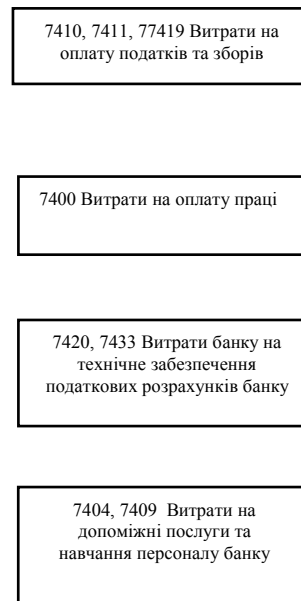 7410, 7411, 77419 Витрати на
оплату податків та зборів
7400 Витрати на оплату праці
7420, 7433 Витрати банку на
технічне забезпечення
податкових розрахунків банку
7404, 7409 Витрати на
допоміжні послуги та
навчання персоналу банку